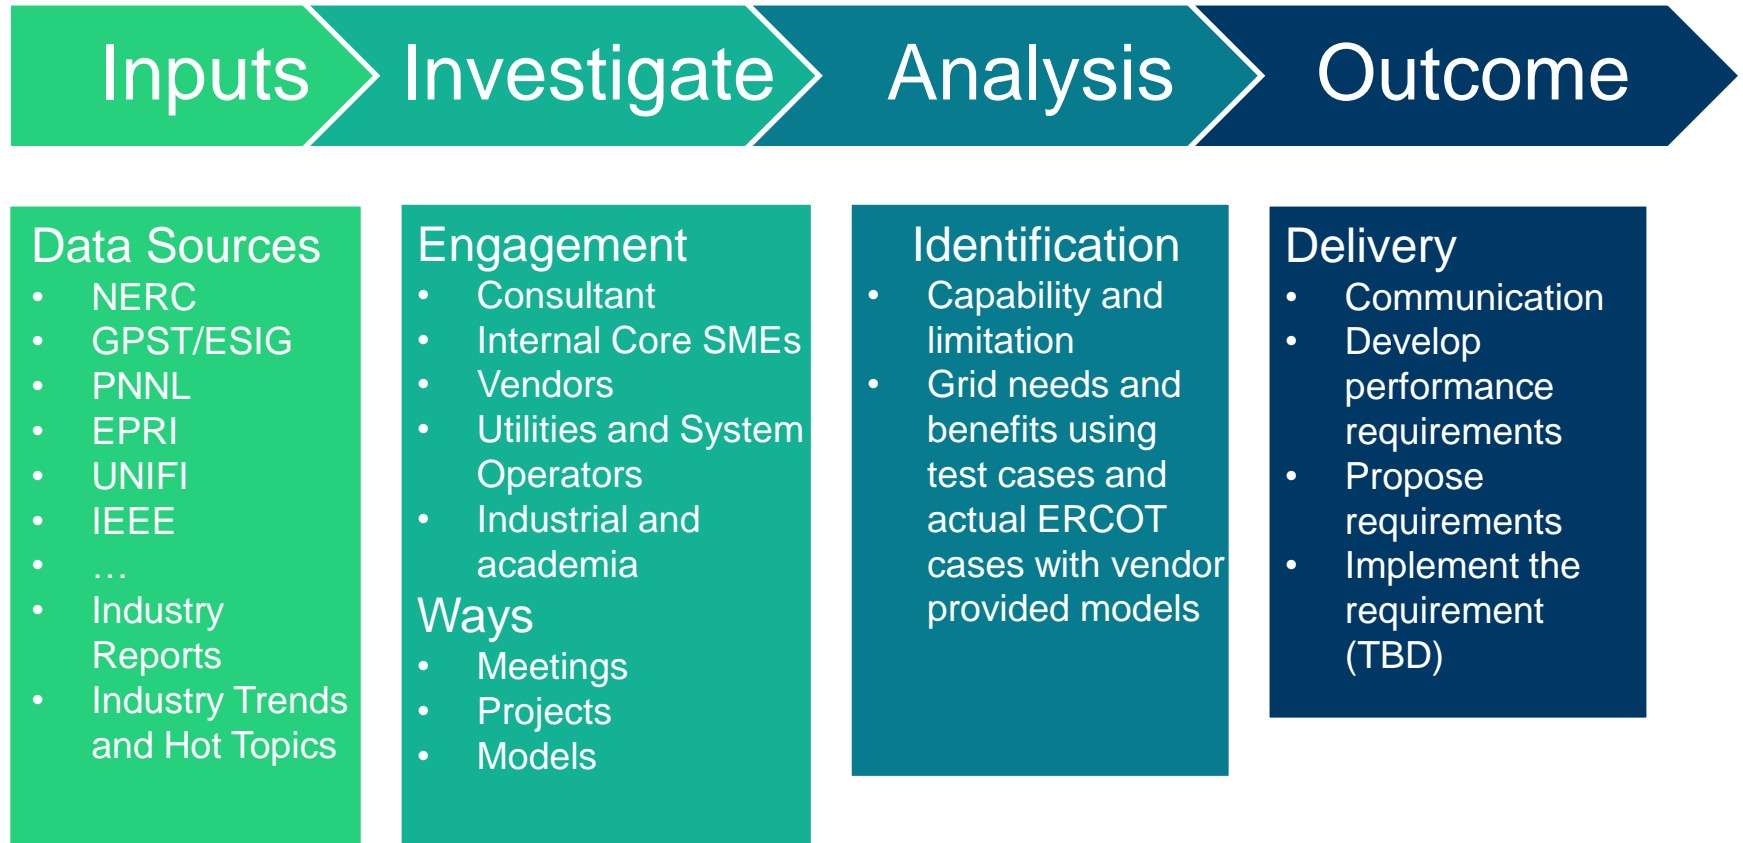 Inputs
Investigate
Analysis
Outcome
Data Sources
• NERC
• GPST/ESIG
• PNNL
• EPRI
• UNIFI
• IEEE
• …
• Industry
Reports
• Industry Trends
and Hot Topics
Engagement
• Consultant
• Internal Core SMEs
• Vendors
• Utilities and System
Operators
• Industrial and
academia
Ways
• Meetings
• Projects
• Models
Identification
• Capability and
limitation
• Grid needs and
benefits using
test cases and
actual ERCOT
cases with vendor
provided models
Delivery
• Communication
• Develop
performance
requirements
• Propose
requirements
• Implement the
requirement
(TBD)